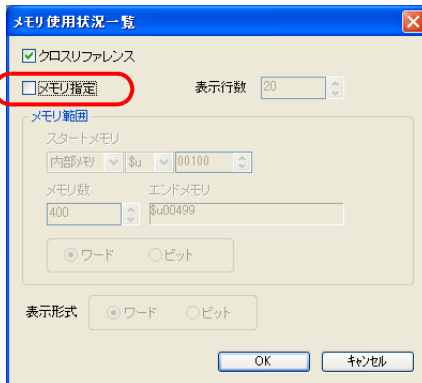 メモリ使用状況一覧
クロスリファレンス
メモリ指定 表示行数 20
メモリ範囲
スタートメモリ
内部メモリ $u 00100
メモリ数 エンドメモリ
400 $u00499
ワード ビット
表示形式 ワード ビット
OK キャンセル